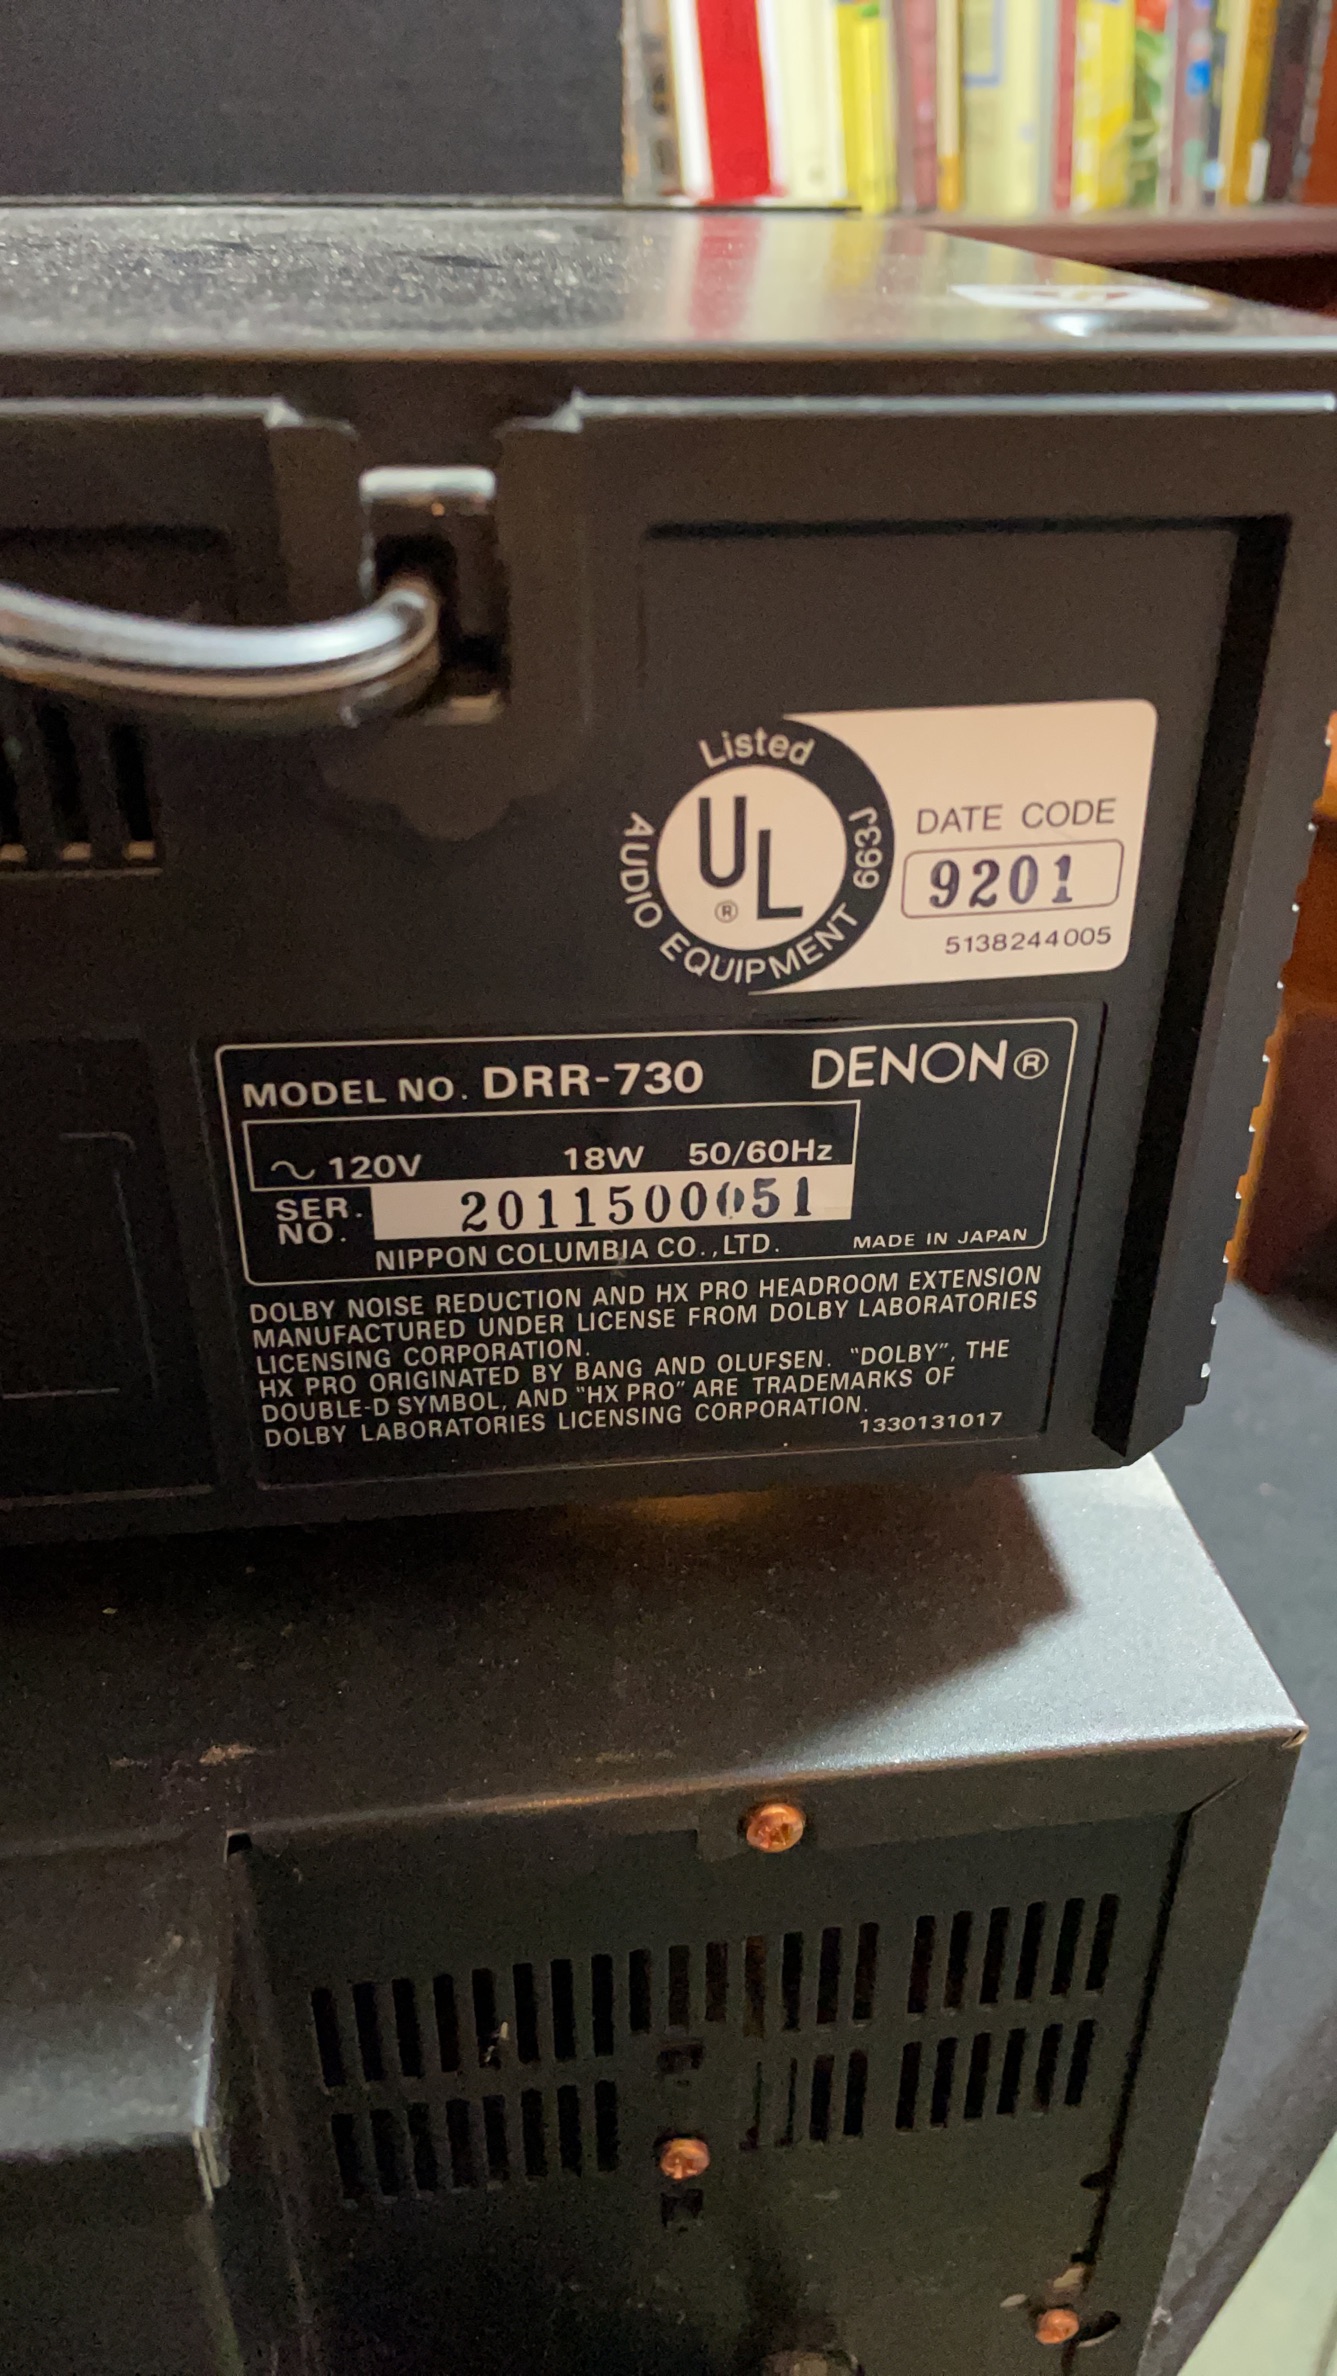 Listed
UL®
AUDIO EQUIPMENT 663J
DATE CODE
9201
5138244005
MODEL NO. DRR-730 DENON®
~ 120V 18W 50/60Hz
SER. NO. 2011500051
NIPPON COLUMBIA CO.,LTD. MADE IN JAPAN
DOLBY NOISE REDUCTION AND HX PRO HEADROOM EXTENSION
MANUFACTURED UNDER LICENSE FROM DOLBY LABORATORIES
LICENSING CORPORATION.
HX PRO ORIGINATED BY BANG AND OLUFSEN. "DOLBY", THE
DOUBLE-D SYMBOL, AND "HX PRO" ARE TRADEMARKS OF
DOLBY LABORATORIES LICENSING CORPORATION.
1330131017